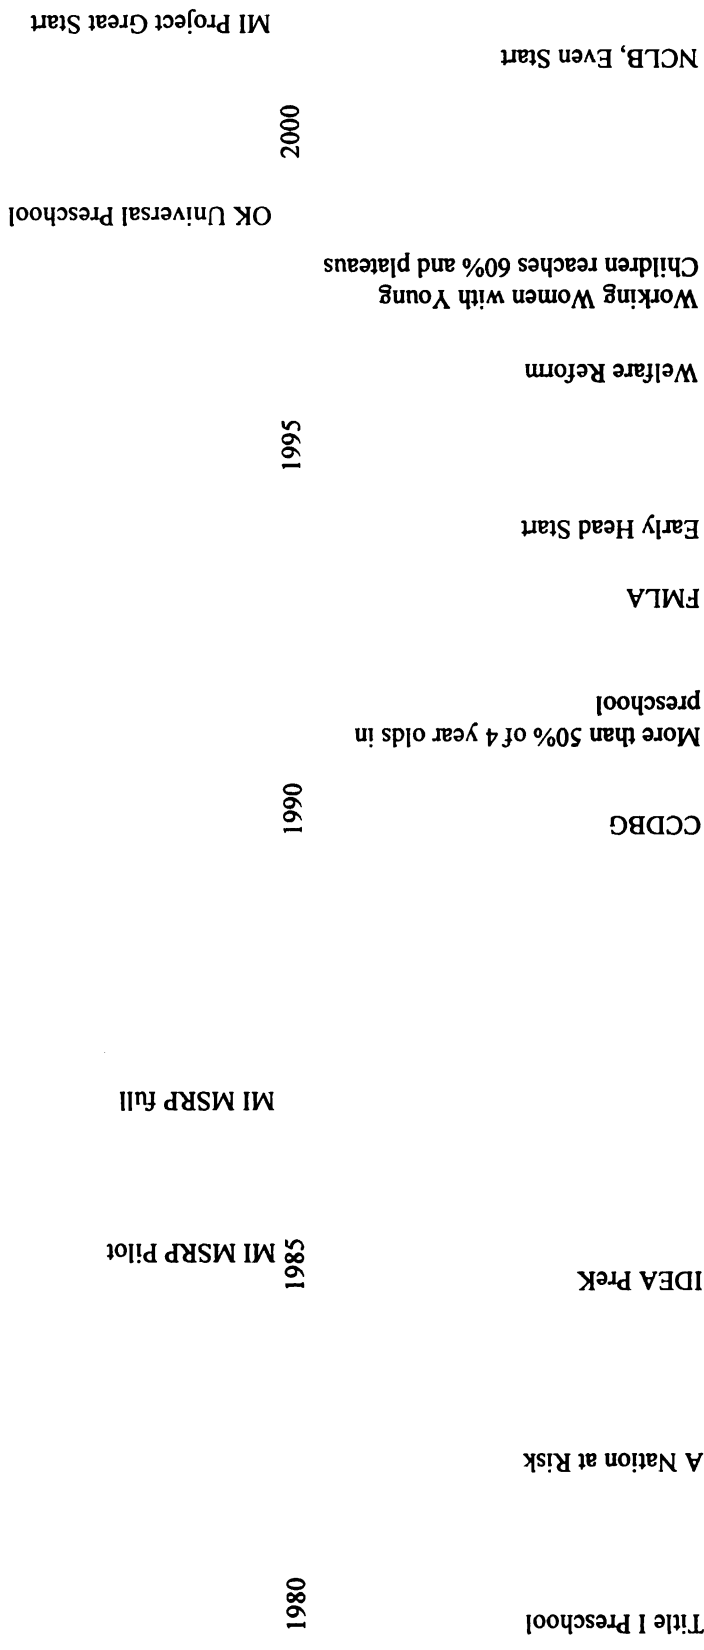 Title I Preschool
1980
A Nation at Risk
IDEA PreK
1985
MI MSRP Pilot
MI MSRP full
CCDBG
1990
More than 50% of 4 year olds in
preschool
FMLA
Early Head Start
1995
Welfare Reform
Working Women with Young
Children reaches 60% and plateaus
OK Universal Preschool
2000
NCLB, Even Start
MI Project Great Start